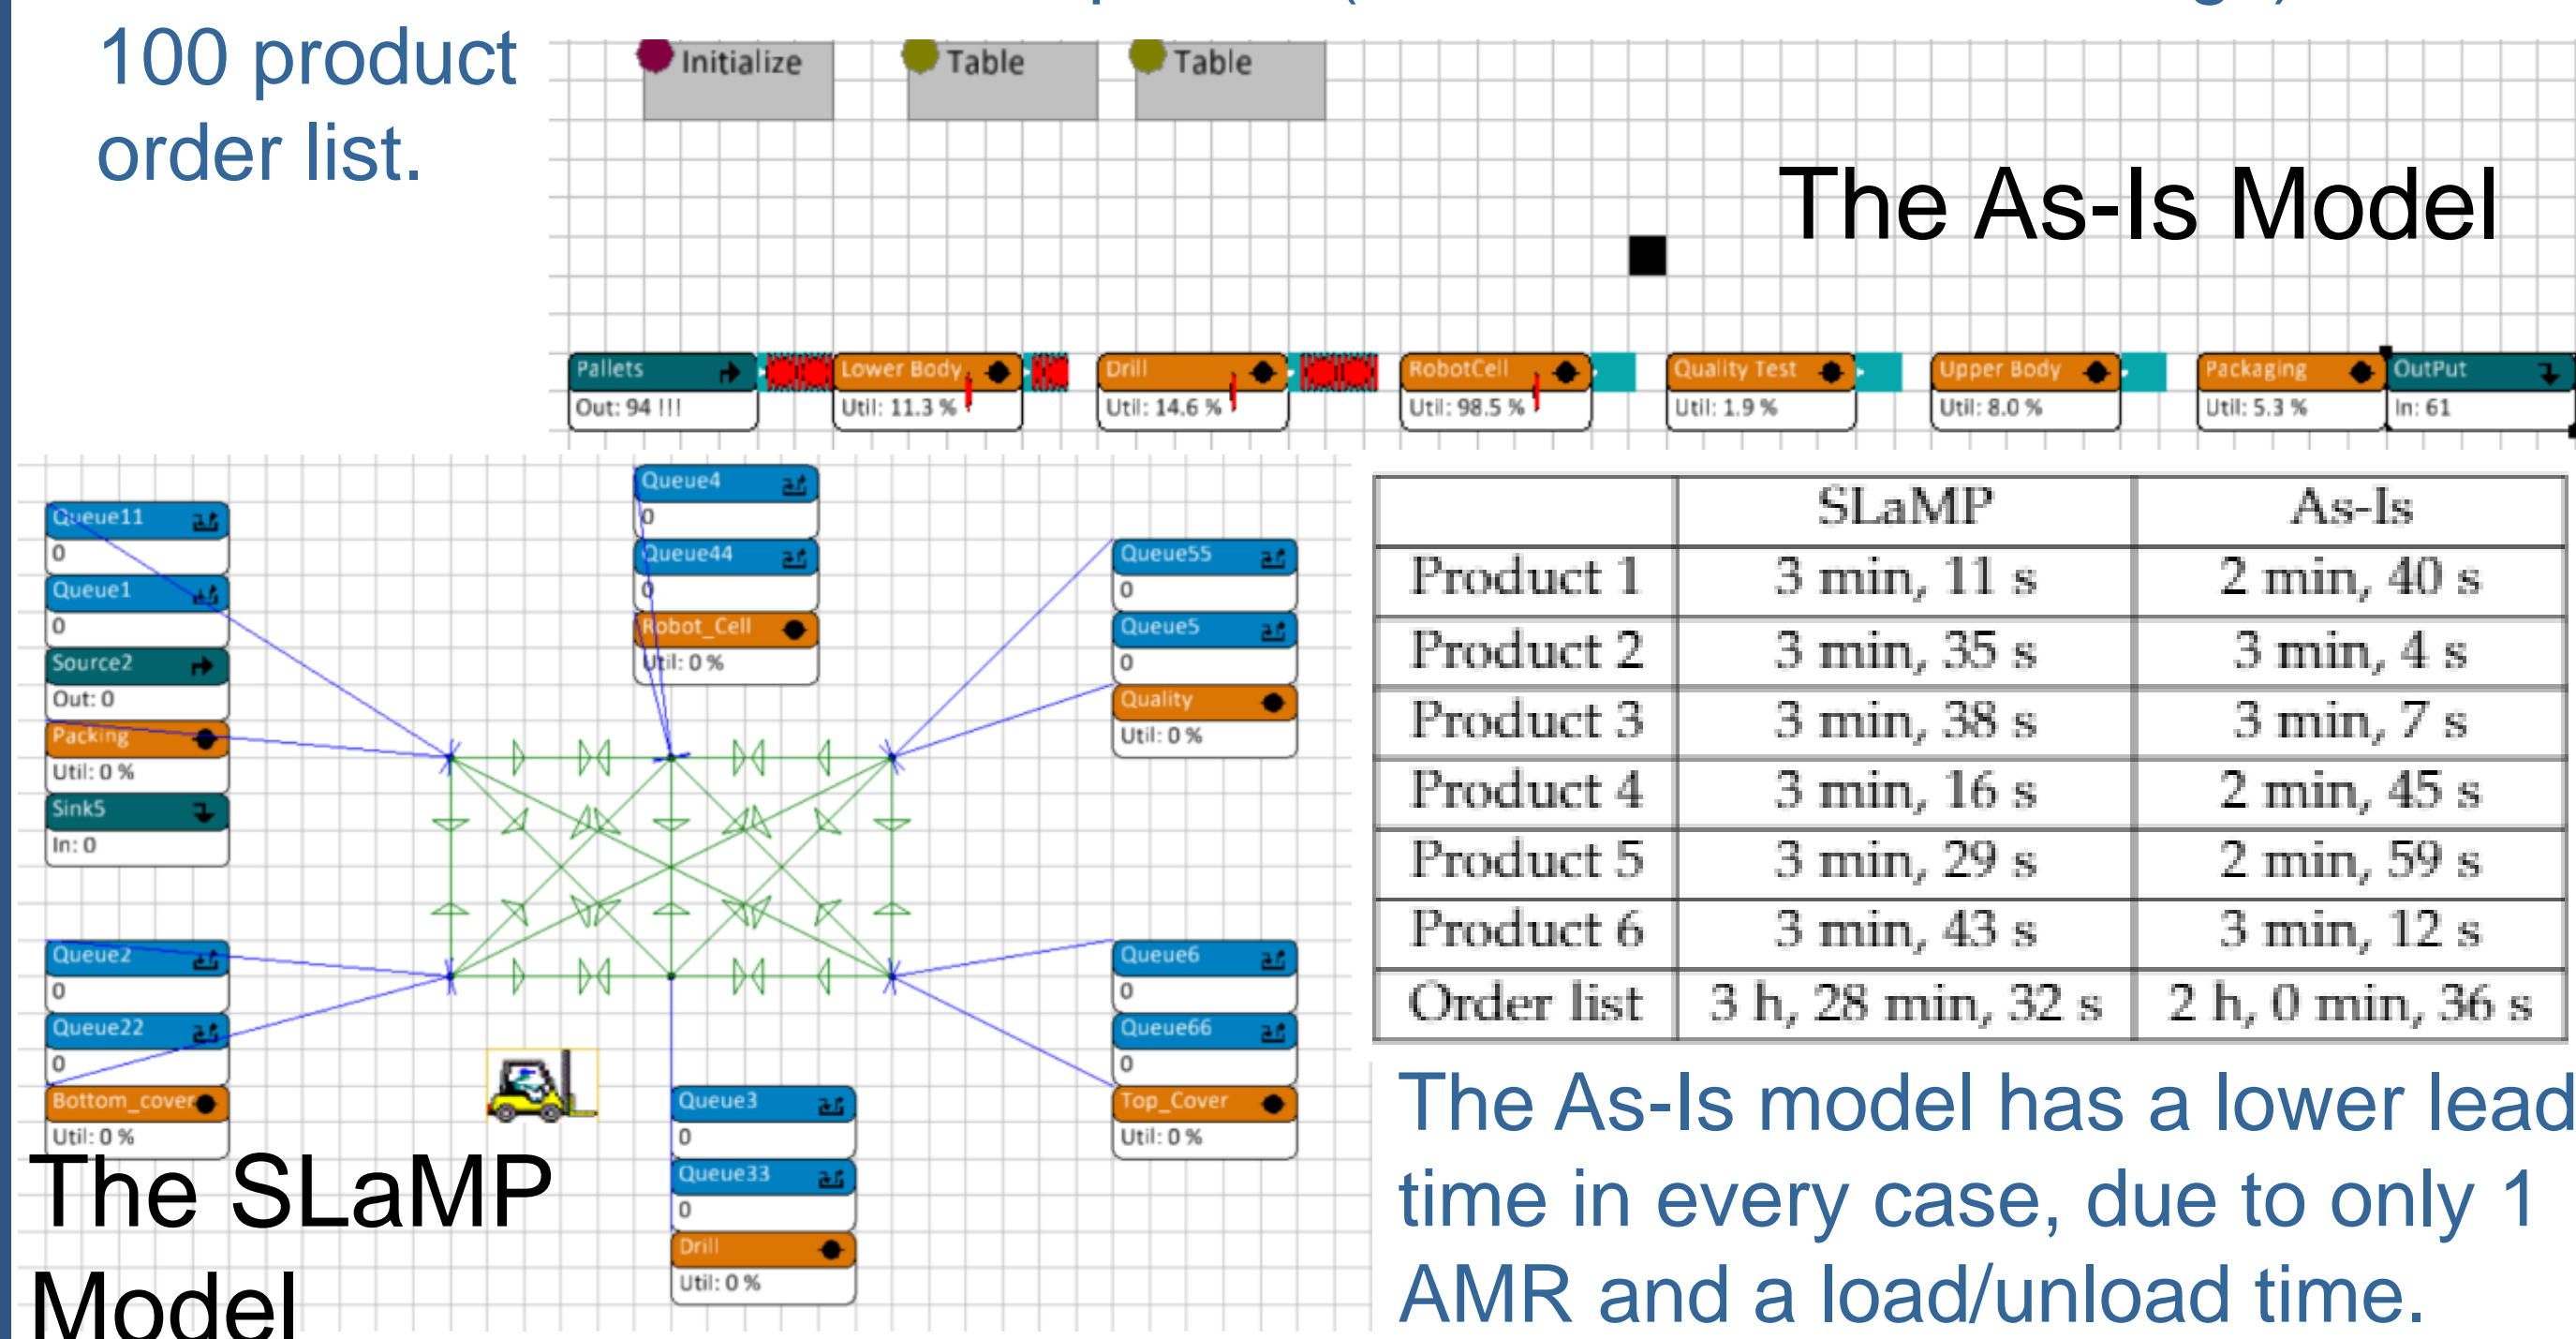 100 product
order list.
Initialize
Table
Table
The As-Is Model
Pallets
Out: 94 !!!
Lower Body
Util: 11.3 %
Drill
Util: 14.6 %
RobotCell
Util: 98.5 %
Quality Test
Util: 1.9 %
Upper Body
Util: 8.0 %
Packaging
Util: 5.3 %
OutPut
In: 61
Queue11
0
Queue1
0
Source2
Out: 0
Packing
Util: 0 %
Sink5
In: 0
Queue4
0
Queue44
0
Robot_Cell
Util: 0 %
Queue55
0
Queue5
0
Quality
Util: 0 %
Queue2
0
Queue22
0
Bottom_cover
Util: 0 %
Queue3
0
Queue33
0
Drill
Util: 0 %
Queue6
0
Queue66
0
Top_Cover
Util: 0 %
The SLaMP
Model
SLaMP As-Is
Product 1 3 min, 11 s 2 min, 40 s
Product 2 3 min, 35 s 3 min, 4 s
Product 3 3 min, 38 s 3 min, 7 s
Product 4 3 min, 16 s 2 min, 45 s
Product 5 3 min, 29 s 2 min, 59 s
Product 6 3 min, 43 s 3 min, 12 s
Order list 3 h, 28 min, 32 s 2 h, 0 min, 36 s
The As-Is model has a lower lead
time in every case, due to only 1
AMR and a load/unload time.